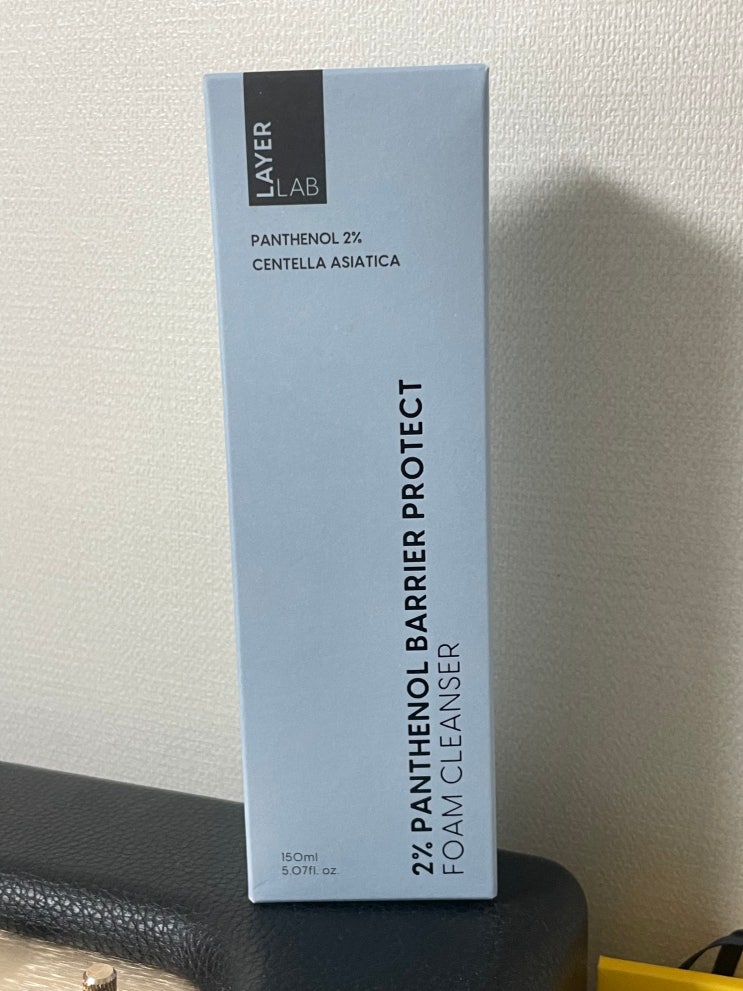 LAYER
LAB
PANTHENOL 2%
CENTELLA ASIATICA
2% PANTHENOL BARRIER PROTECT
FOAM CLEANSER
150ml
5.07fl. oz.